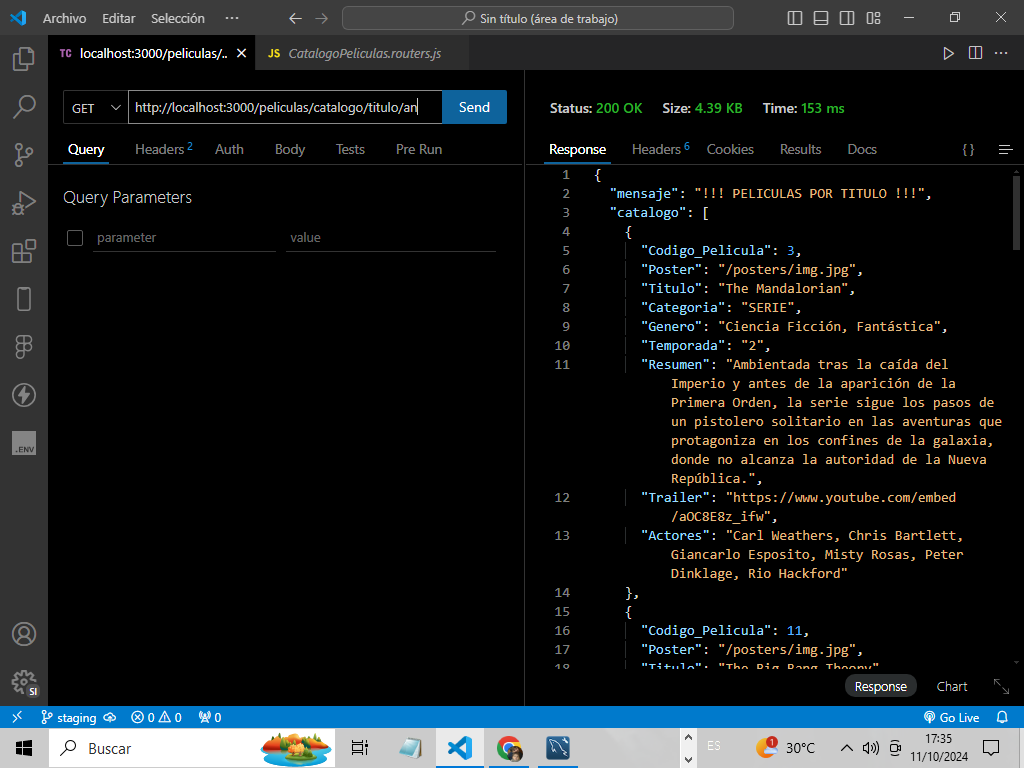 Archivo Editar Selección ···
Sin título (área de trabajo)
TC localhost:3000/peliculas/..
JS CatalogoPeliculas.routers.js
GET
http://localhost:3000/peliculas/catalogo/titulo/an
Send
Query Headers 2 Auth Body Tests Pre Run
Query Parameters
parameter value
Status: 200 OK Size: 4.39 KB Time: 153 ms
Response Headers 6 Cookies Results Docs { }
1 {
2 "mensaje": "!!! PELICULAS POR TITULO !!!",
3 "catalogo": [
4 {
5 "Codigo_Pelicula": 3,
6 "Poster": "/posters/img.jpg",
7 "Titulo": "The Mandalorian",
8 "Categoria": "SERIE",
9 "Genero": "Ciencia Ficción, Fantástica",
10 "Temporada": "2",
11 "Resumen": "Ambientada tras la caída del
Imperio y antes de la aparición de la
Primera Orden, la serie sigue los pasos de
un pistolero solitario en las aventuras que
protagoniza en los confines de la galaxia,
donde no alcanza la autoridad de la Nueva
República.",
12 "Trailer": "https://www.youtube.com/embed
/aOC8E8z_ifw",
13 "Actores": "Carl Weathers, Chris Bartlett,
Giancarlo Esposito, Misty Rosas, Peter
Dinklage, Rio Hackford"
14 },
15 {
16 "Codigo_Pelicula": 11,
17 "Poster": "/posters/img.jpg",
18 "Titulo": "The Big Bang Theory"
Response Chart
.ENV
SI
staging 0 0 0
Go Live
Buscar
ES
1
30°C
17:35
11/10/2024